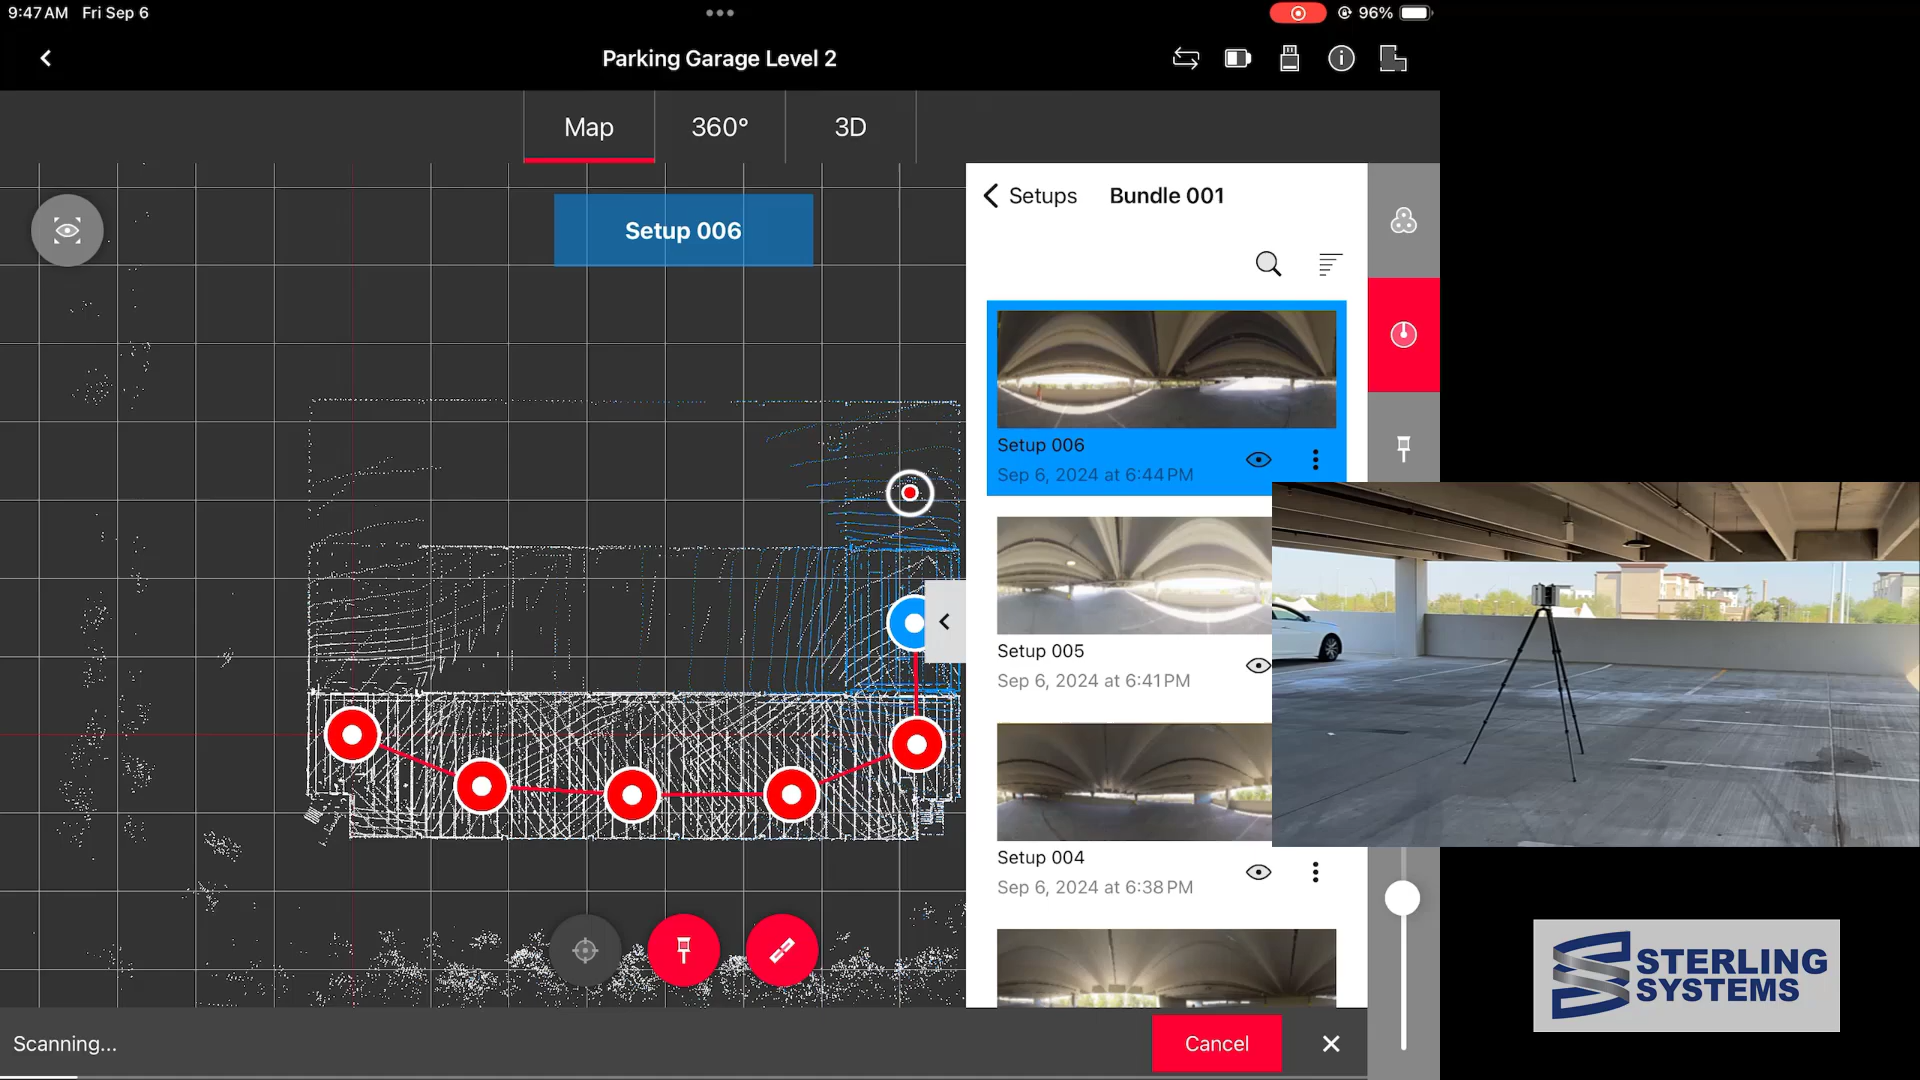 9:47 AM Fri Sep 6
96%
Parking Garage Level 2
Map 360° 3D
Setup 006
Setups Bundle 001
Setup 006
Sep 6, 2024 at 6:44 PM
Setup 005
Sep 6, 2024 at 6:41 PM
Setup 004
Sep 6, 2024 at 6:38 PM
STERLING
SYSTEMS
Scanning...
Cancel